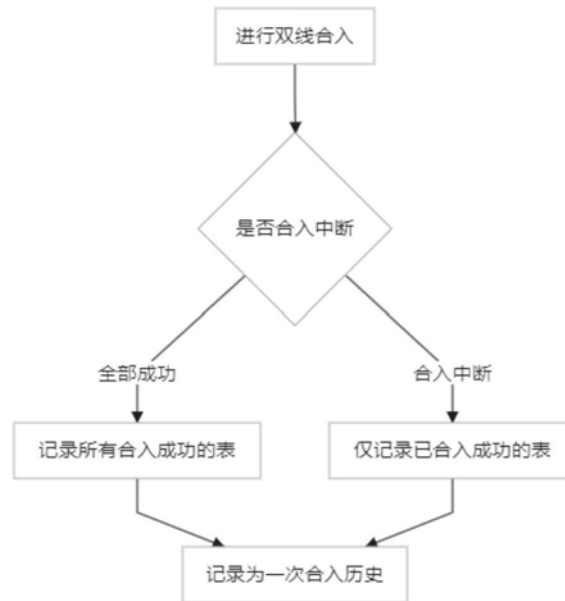 进行双线合入
是否合入中断
全部成功
合入中断
记录所有合入成功的表
仅记录已合入成功的表
记录为一次合入历史